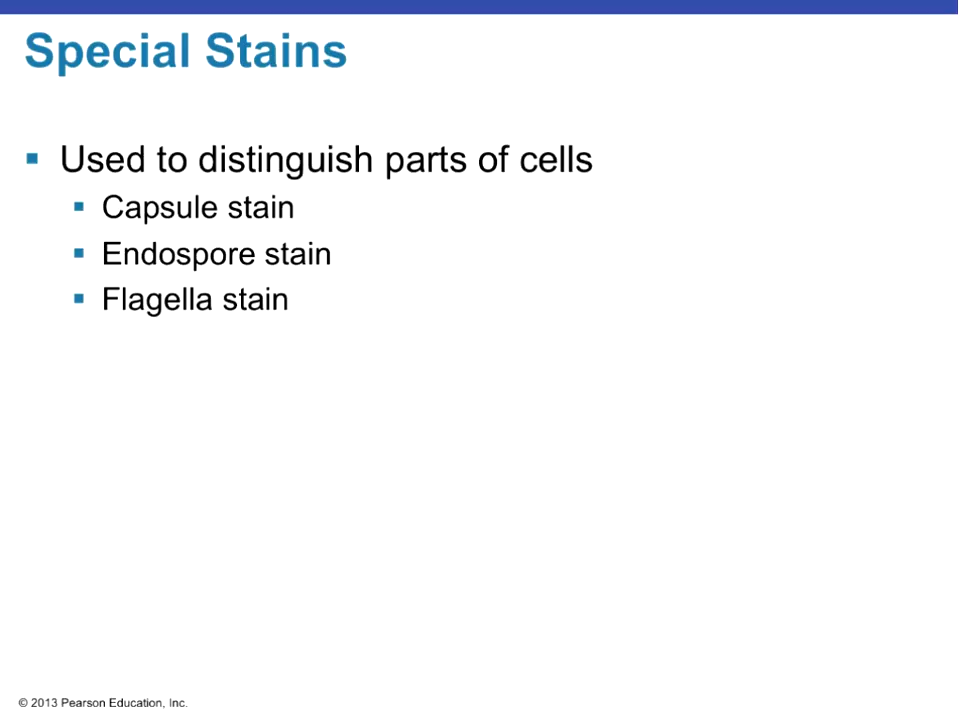 Special Stains
Used to distinguish parts of cells
Capsule stain
Endospore stain
Flagella stain
© 2013 Pearson Education, Inc.